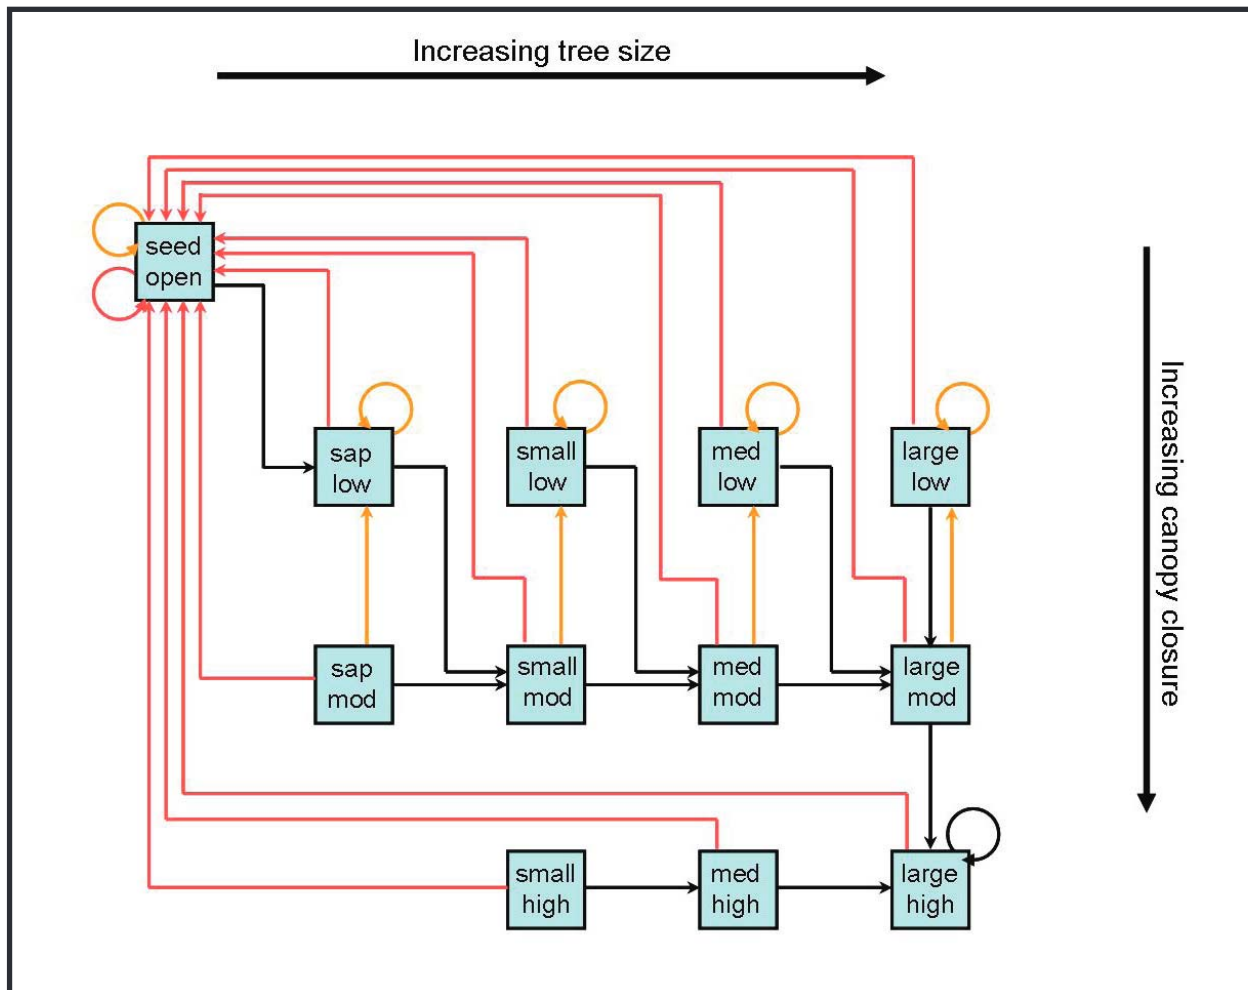 Increasing tree size
seed
open
Increasing canopy closure
sap
low
small
low
med
low
large
low
sap
mod
small
mod
med
mod
large
mod
small
high
med
high
large
high